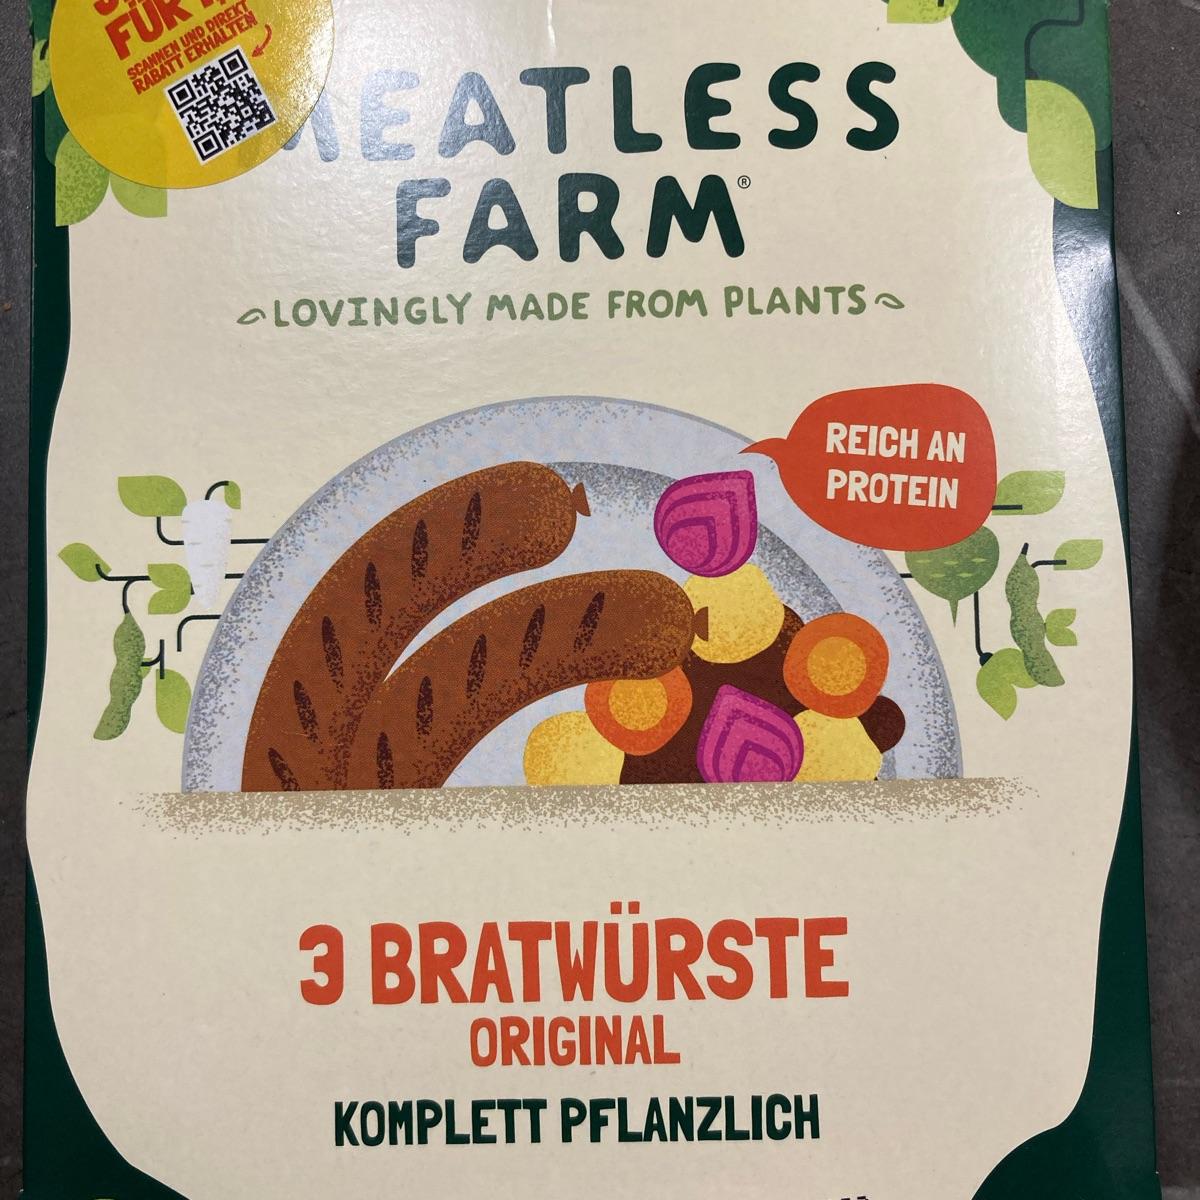 FÜR
SCANNEN UND DIREKT
RABATT ERHALTEN
MEATLESS
FARM®
LOVINGLY MADE FROM PLANTS
REICH AN
PROTEIN
3 BRATWÜRSTE
ORIGINAL
KOMPLETT PFLANZLICH